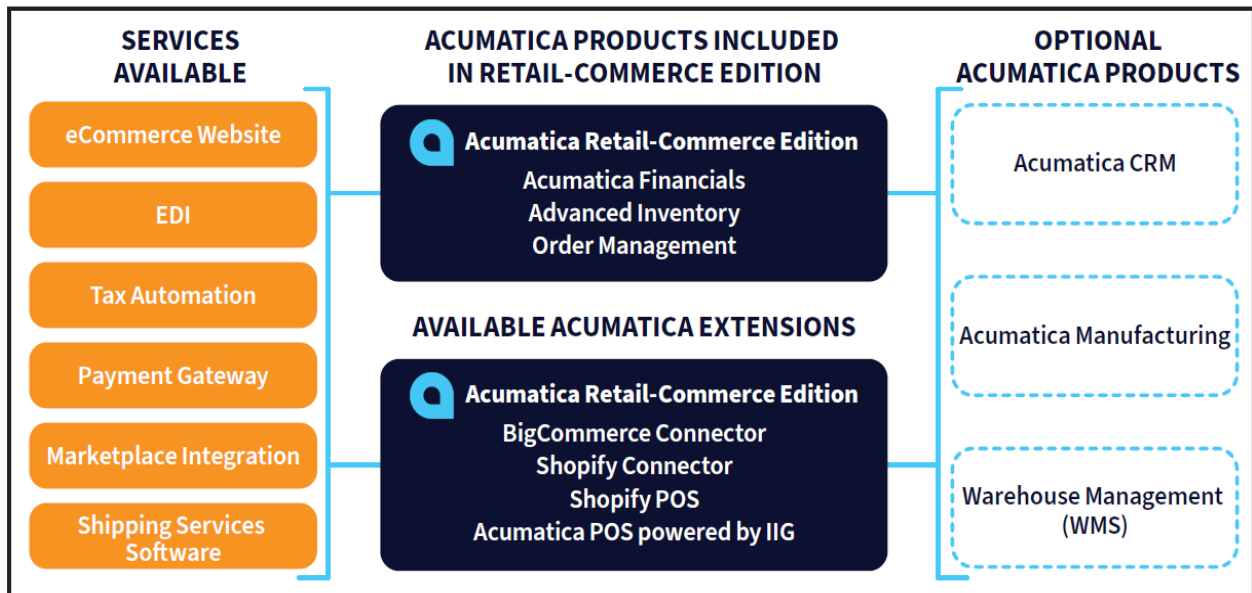 SERVICES
AVAILABLE
eCommerce Website
EDI
Tax Automation
Payment Gateway
Marketplace Integration
Shipping Services
Software
ACUMATICA PRODUCTS INCLUDED
IN RETAIL-COMMERCE EDITION
Acumatica Retail-Commerce Edition
Acumatica Financials
Advanced Inventory
Order Management
AVAILABLE ACUMATICA EXTENSIONS
Acumatica Retail-Commerce Edition
BigCommerce Connector
Shopify Connector
Shopify POS
Acumatica POS powered by IIG
OPTIONAL
ACUMATICA PRODUCTS
Acumatica CRM
Acumatica Manufacturing
Warehouse Management
(WMS)